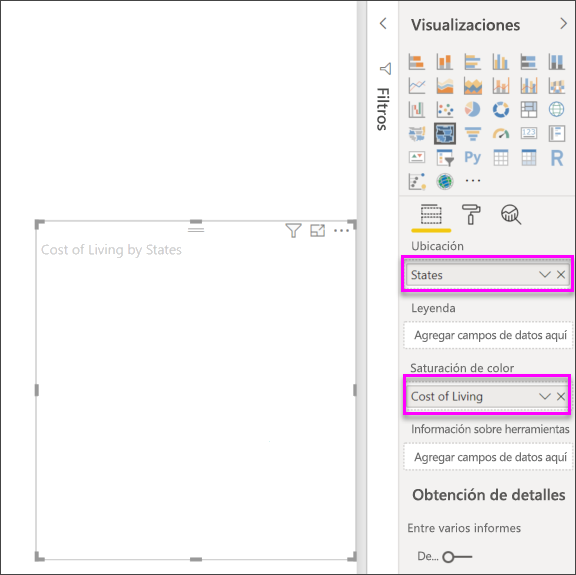 Visualizaciones
Filtros
123
Py
R
Cost of Living by States
Ubicación
States
Leyenda
Agregar campos de datos aquí
Saturación de color
Cost of Living
Información sobre herramientas
Agregar campos de datos aquí
Obtención de detalles
Entre varios informes
De...